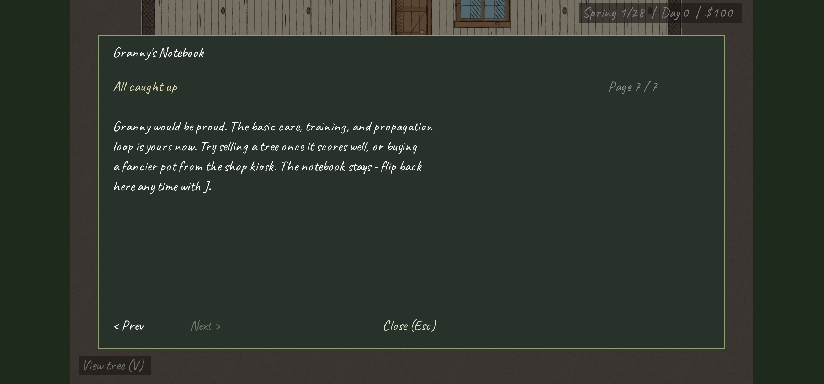 Spring 1/28 | Day 0 | $100
Granny's Notebook
All caught up
Page 7 / 7
Granny would be proud. The basic care, training, and propagation
loop is yours now. Try selling a tree once it scores well, or buying
a fancier pot from the shop kiosk. The notebook stays - flip back
here any time with J.
< Prev
Next >
Close (Esc)
View tree (V)